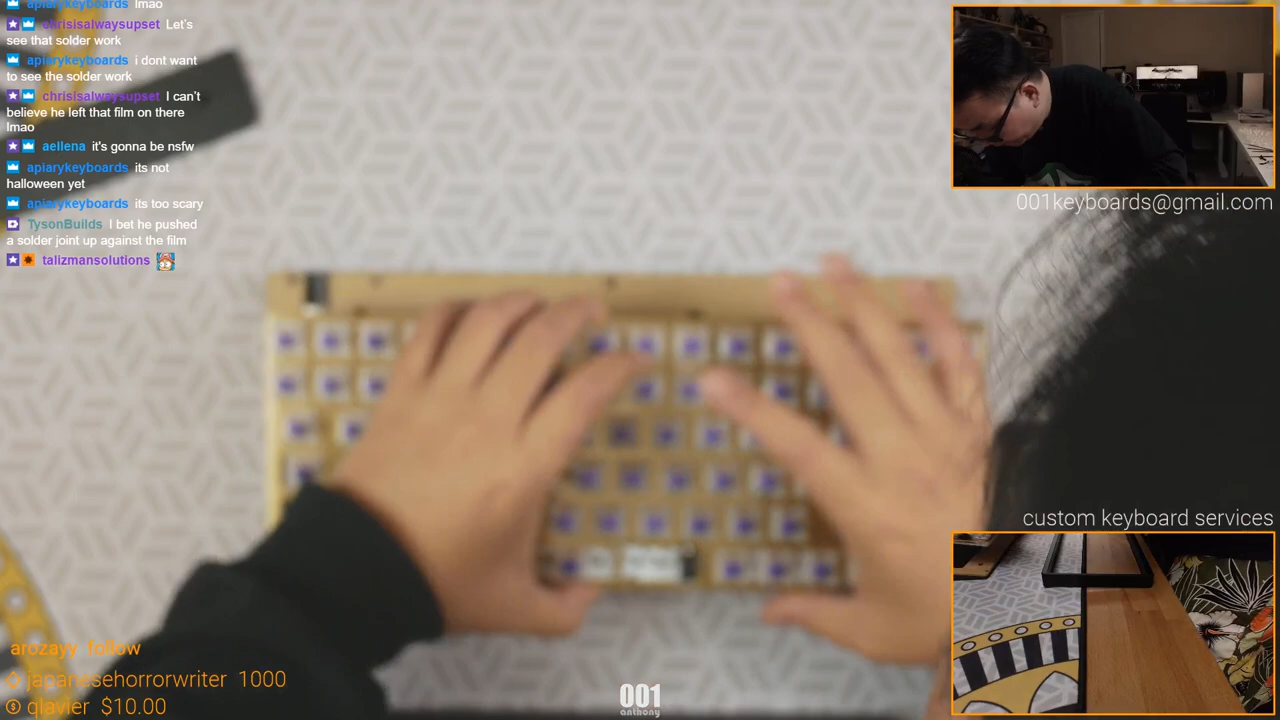 apiarykeyboards lmao
chrisisalwaysupset Let's
see that solder work
apiarykeyboards i dont want
to see the solder work
chrisisalwaysupset I can't
believe he left that film on there
lmao
aellena it's gonna be nsfw
apiarykeyboards its not
halloween yet
apiarykeyboards its too scary
TysonBuilds I bet he pushed
a solder joint up against the film
talizmansolutions
001keyboards@gmail.com
custom keyboard services
arozayy follow
japanesehorrorwriter 1000
qlavier $10.00
001
anthony